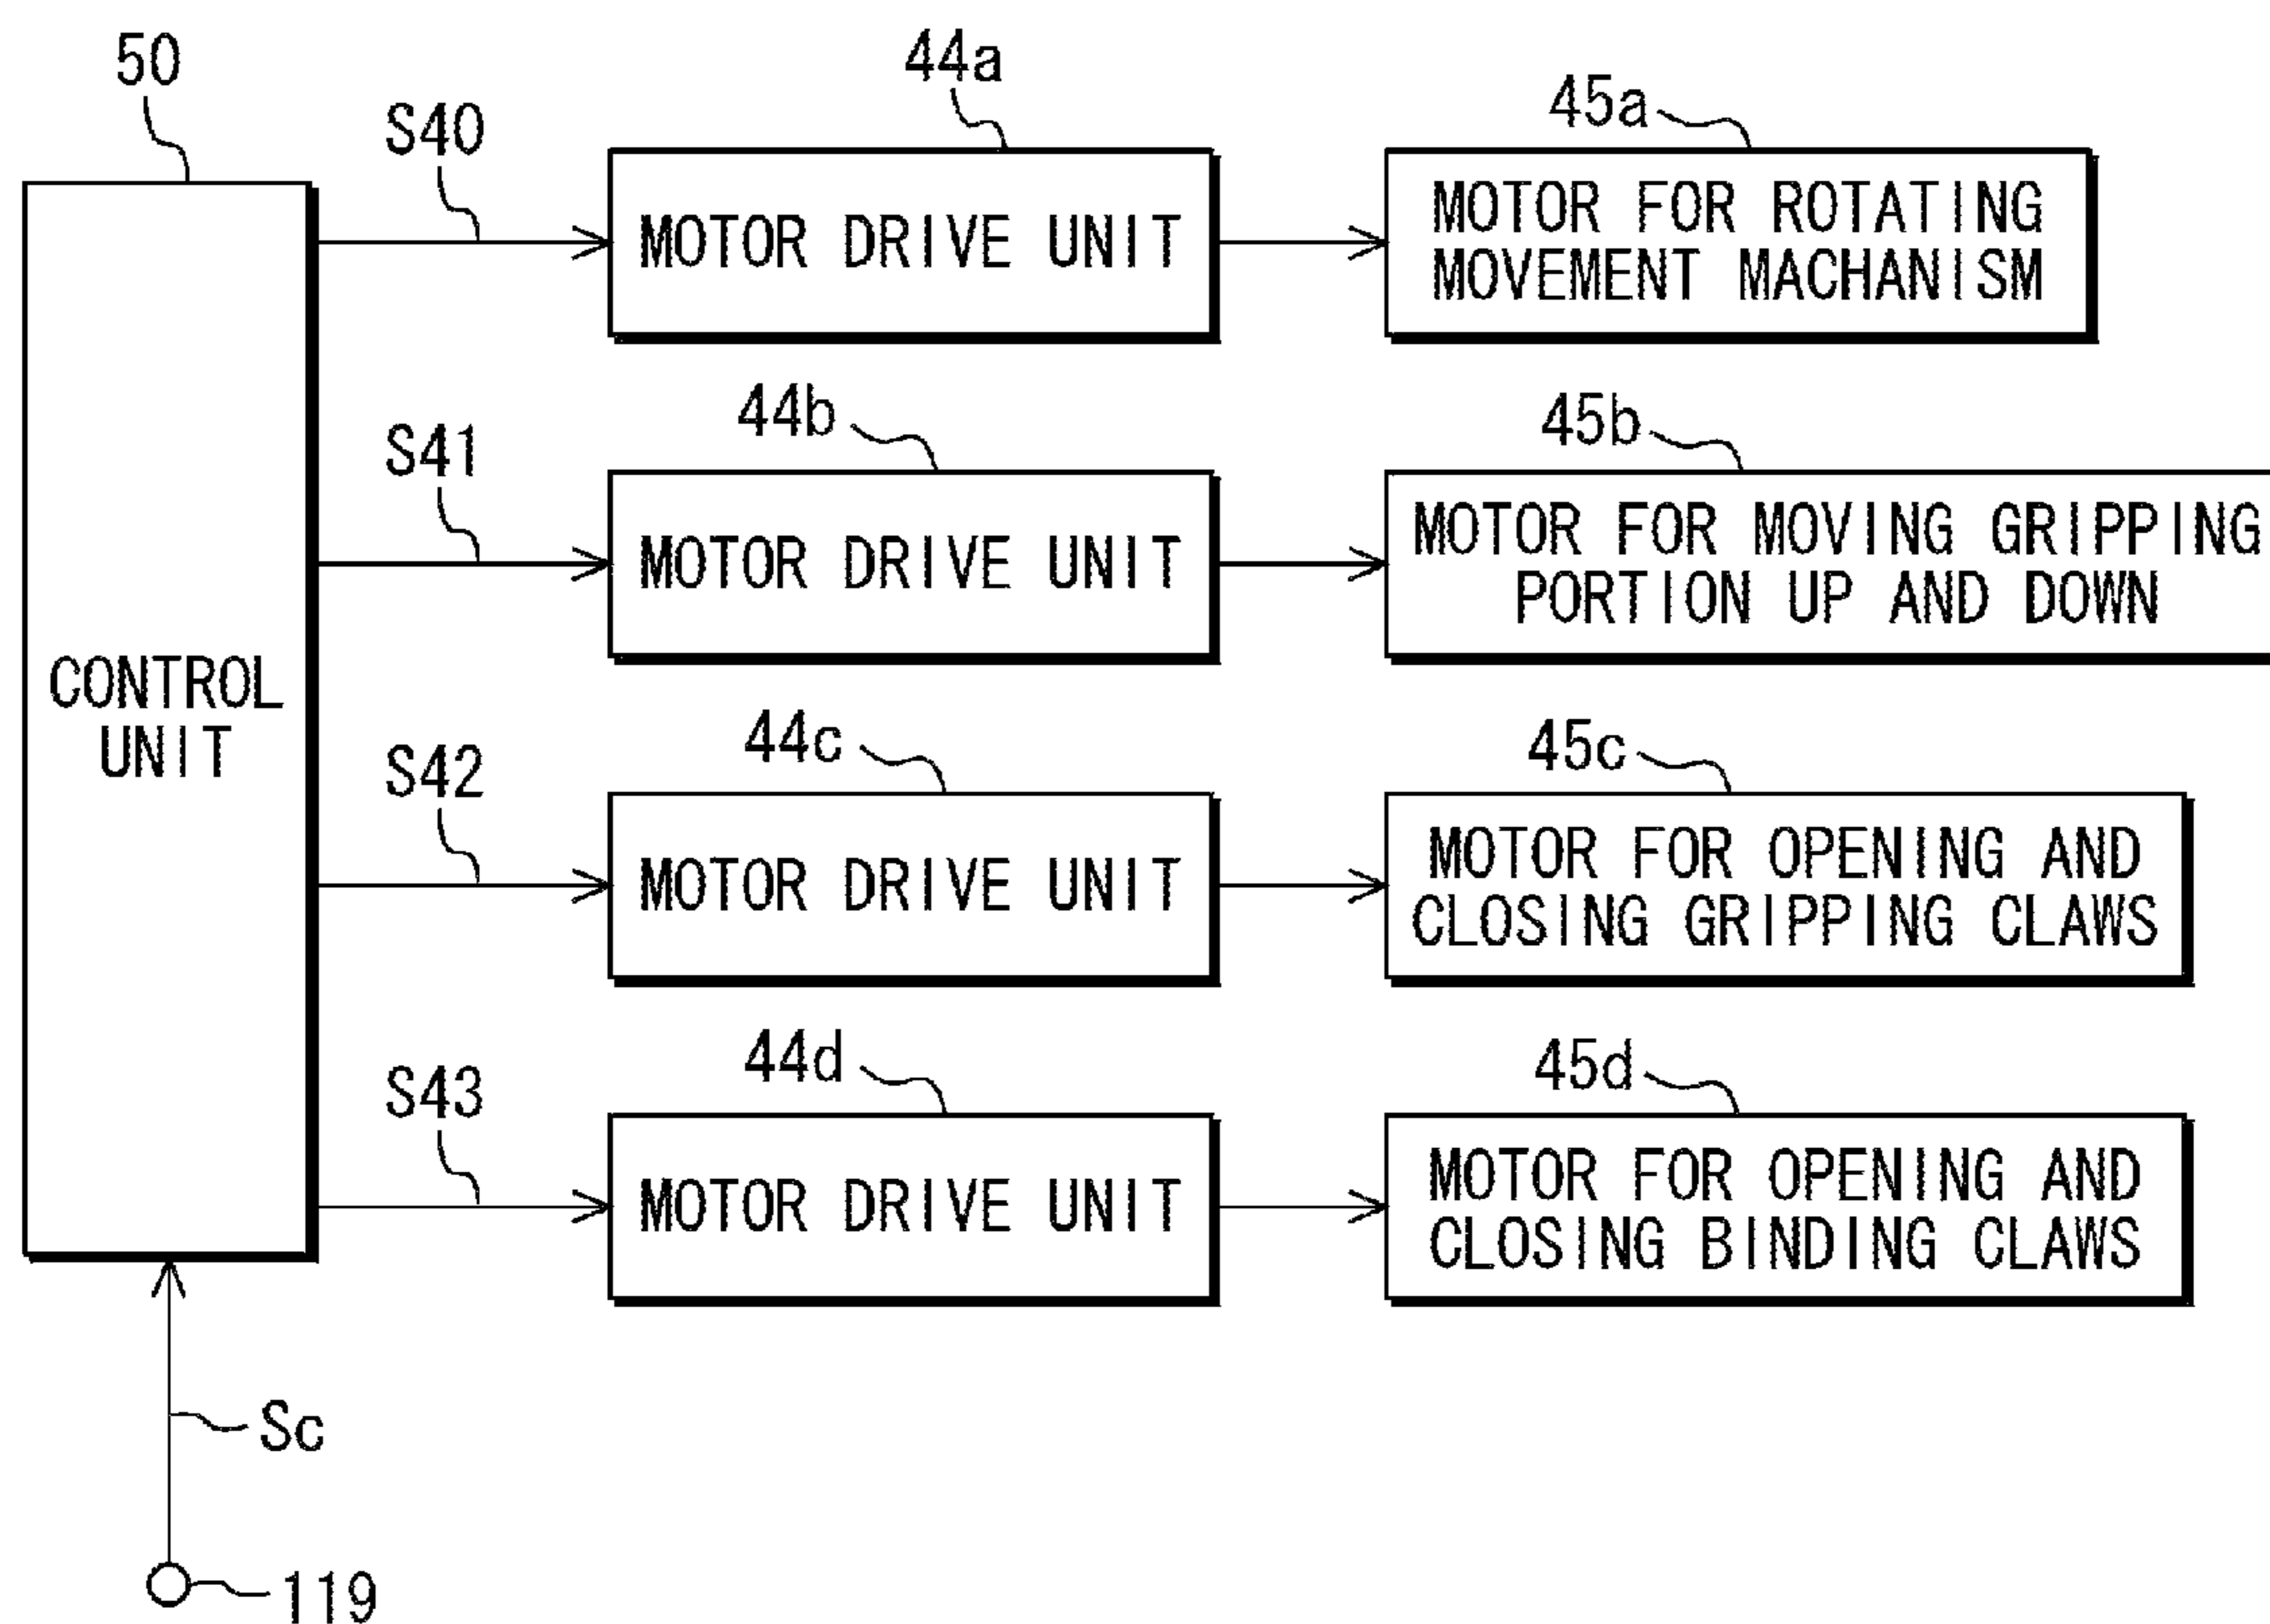 50
44a
45a
S40
MOTOR DRIVE UNIT
MOTOR FOR ROTATING
MOVEMENT MACHANISM
44b
45b
S41
MOTOR DRIVE UNIT
MOTOR FOR MOVING GRIPPING
PORTION UP AND DOWN
CONTROL
UNIT
44c
45c
S42
MOTOR DRIVE UNIT
MOTOR FOR OPENING AND
CLOSING GRIPPING CLAWS
44d
45d
S43
MOTOR DRIVE UNIT
MOTOR FOR OPENING AND
CLOSING BINDING CLAWS
Sc
119